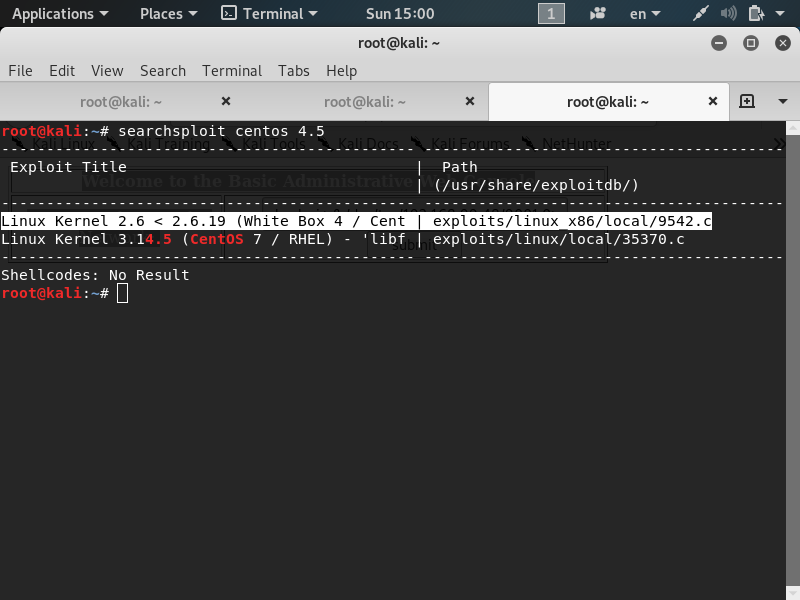 Applications Places Terminal Sun 15:00 1 en
root@kali: ~
File Edit View Search Terminal Tabs Help
root@kali: ~ × root@kali: ~ × root@kali: ~ ×
root@kali:~# searchsploit centos 4.5
Kali Linux Kali Training Kali Tools Kali Docs Kali Forums NetHunter
--------------------------------------------------------------------------------------
Exploit Title | Path
| (/usr/share/exploitdb/)
Welcome to the Basic Administrative Web
--------------------------------------------------------------------------------------
Linux Kernel 2.6 < 2.6.19 (White Box 4 / Cent | exploits/linux_x86/local/9542.c
Linux Kernel 3.14.5 (CentOS 7 / RHEL) - 'libf | exploits/linux/local/35370.c
submit
--------------------------------------------------------------------------------------
Shellcodes: No Result
root@kali:~#